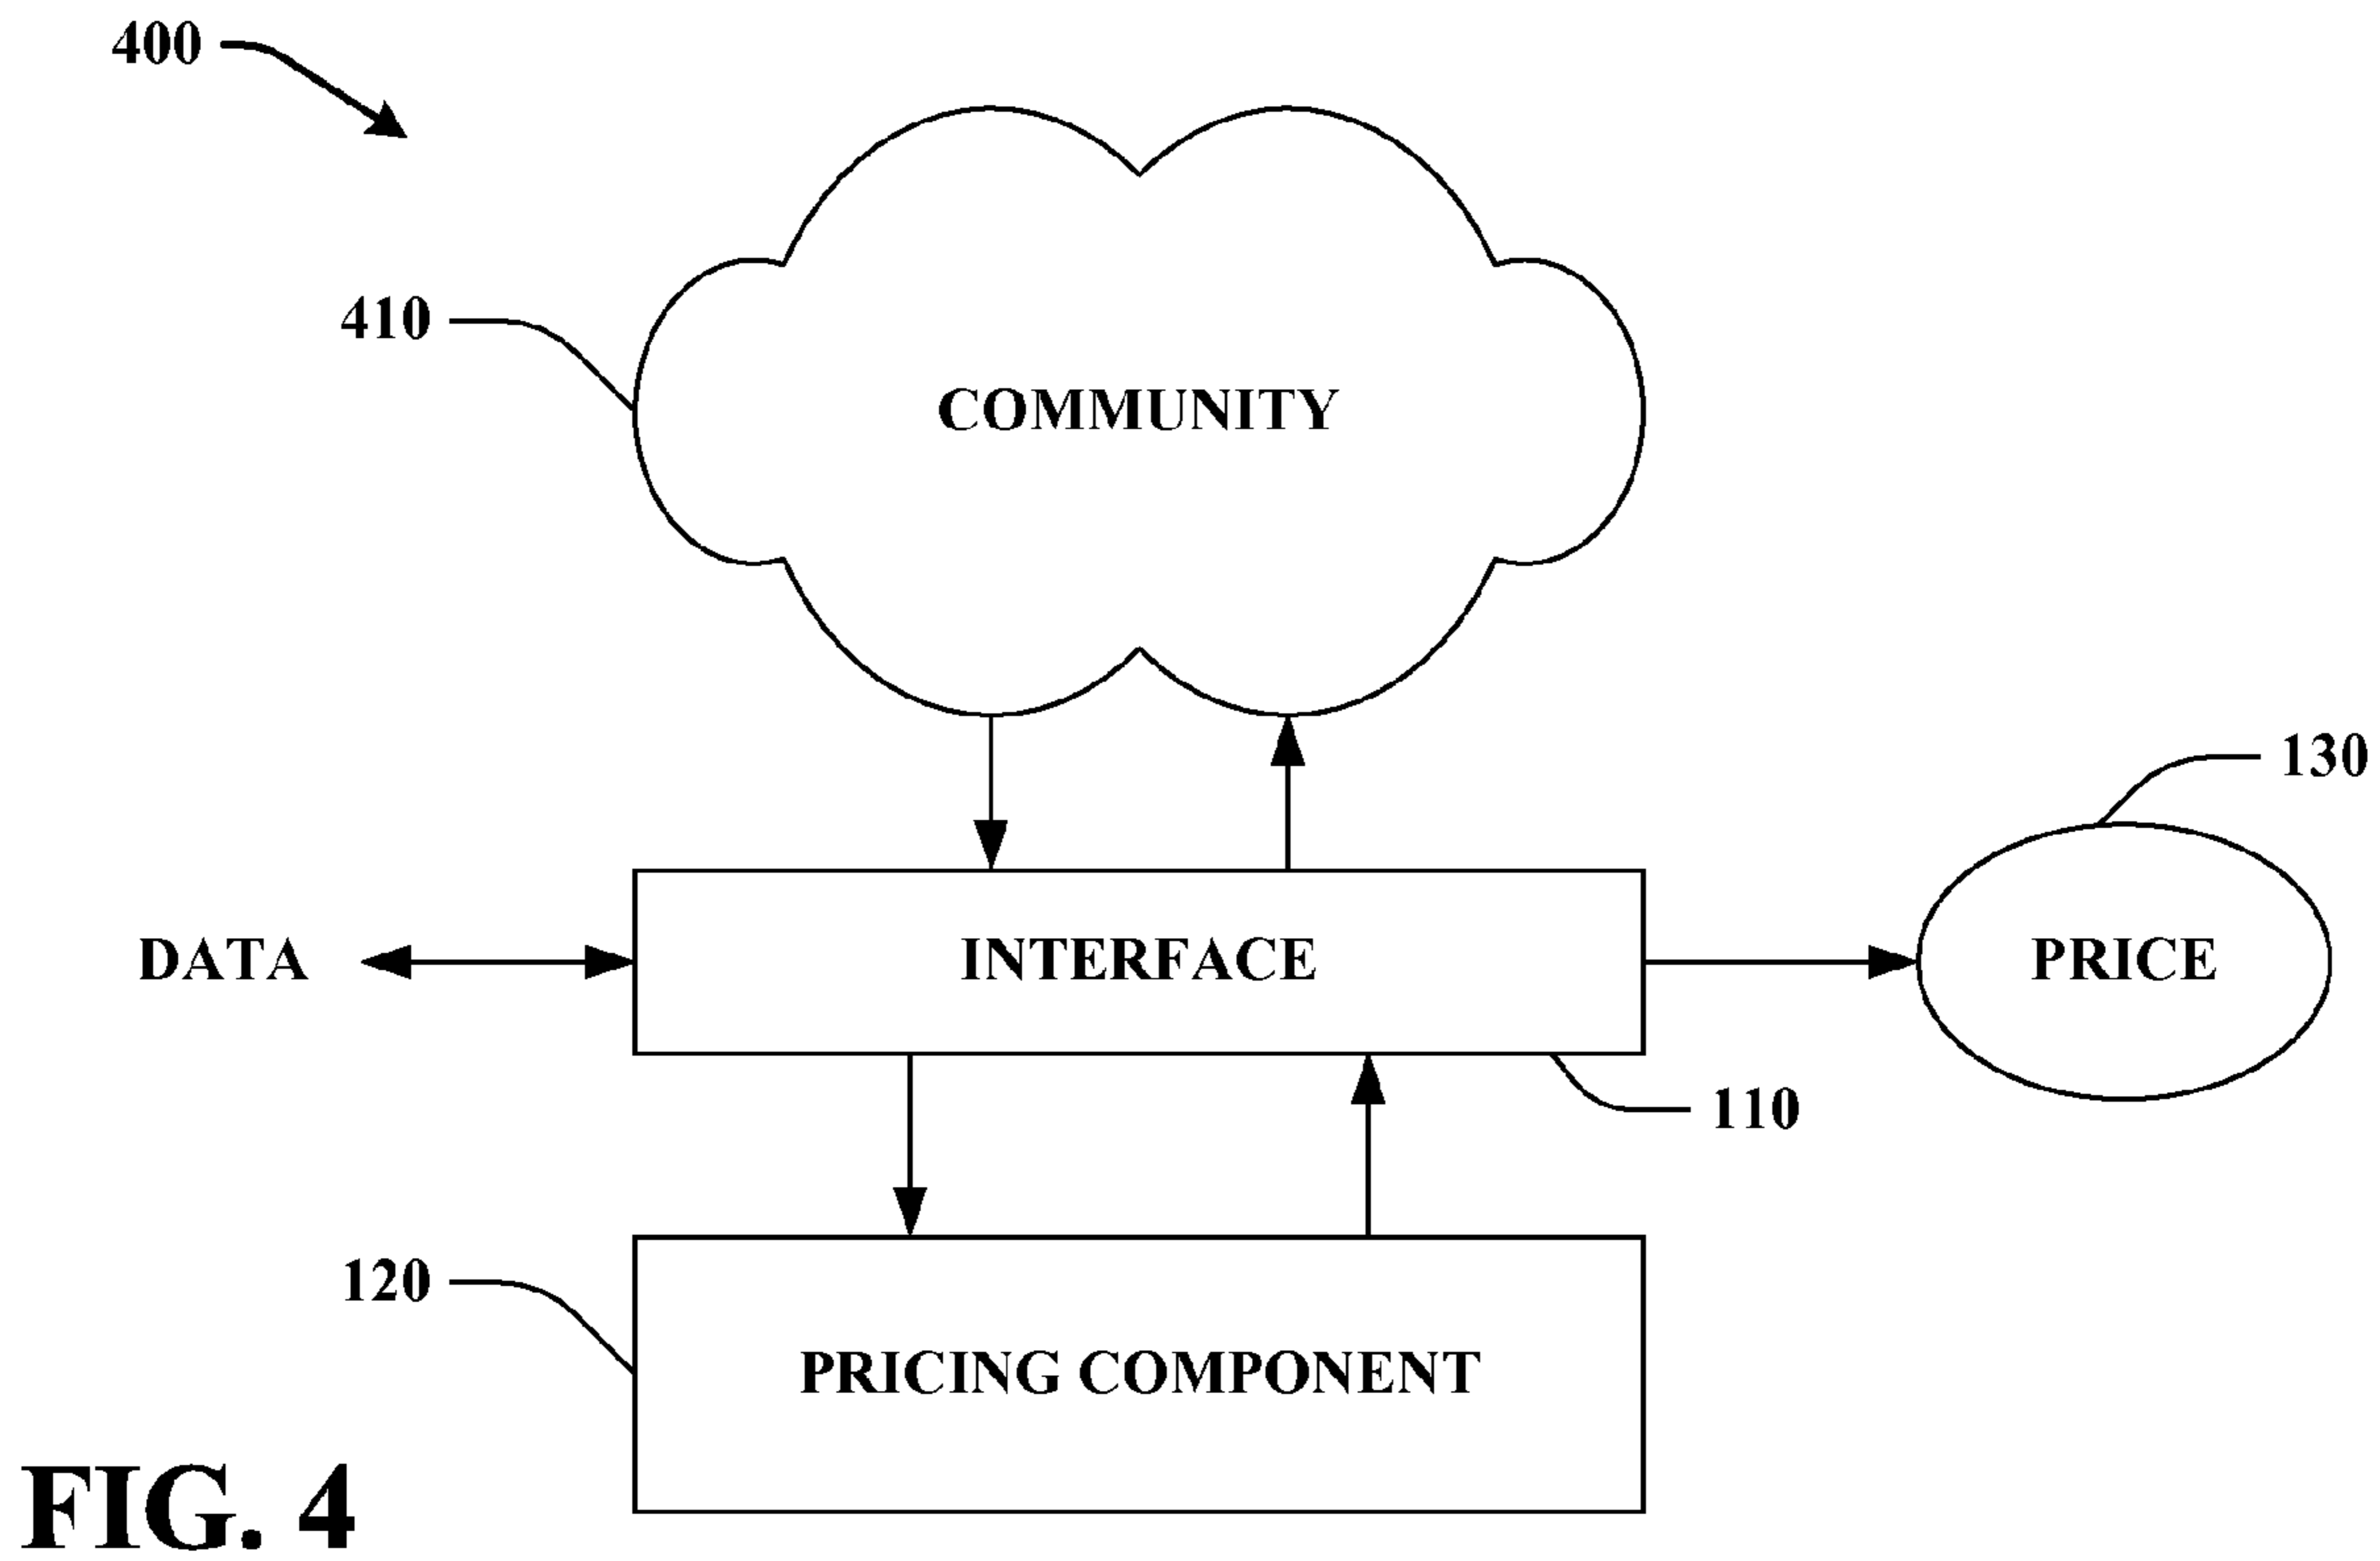 400
410
COMMUNITY
130
DATA
INTERFACE
PRICE
110
120
PRICING COMPONENT
FIG. 4